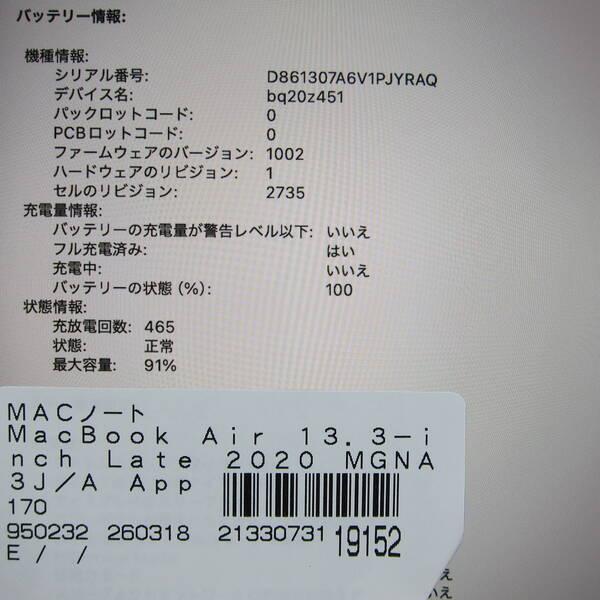 バッテリー情報:
機種情報:
シリアル番号: D861307A6V1PJYRAQ
デバイス名: bq20z451
パックロットコード: 0
PCBロットコード: 0
ファームウェアのバージョン: 1002
ハードウェアのリビジョン: 1
セルのリビジョン: 2735
充電量情報:
バッテリーの充電量が警告レベル以下: いいえ
フル充電済み: はい
充電中: いいえ
バッテリーの状態 (%): 100
状態情報:
充放電回数: 465
状態: 正常
最大容量: 91%
MACノート
MacBook Air 13.3-i
nch Late 2020 MGNA
3J/A App
170
950232 260318 21330731 19152
E / /
いいえ